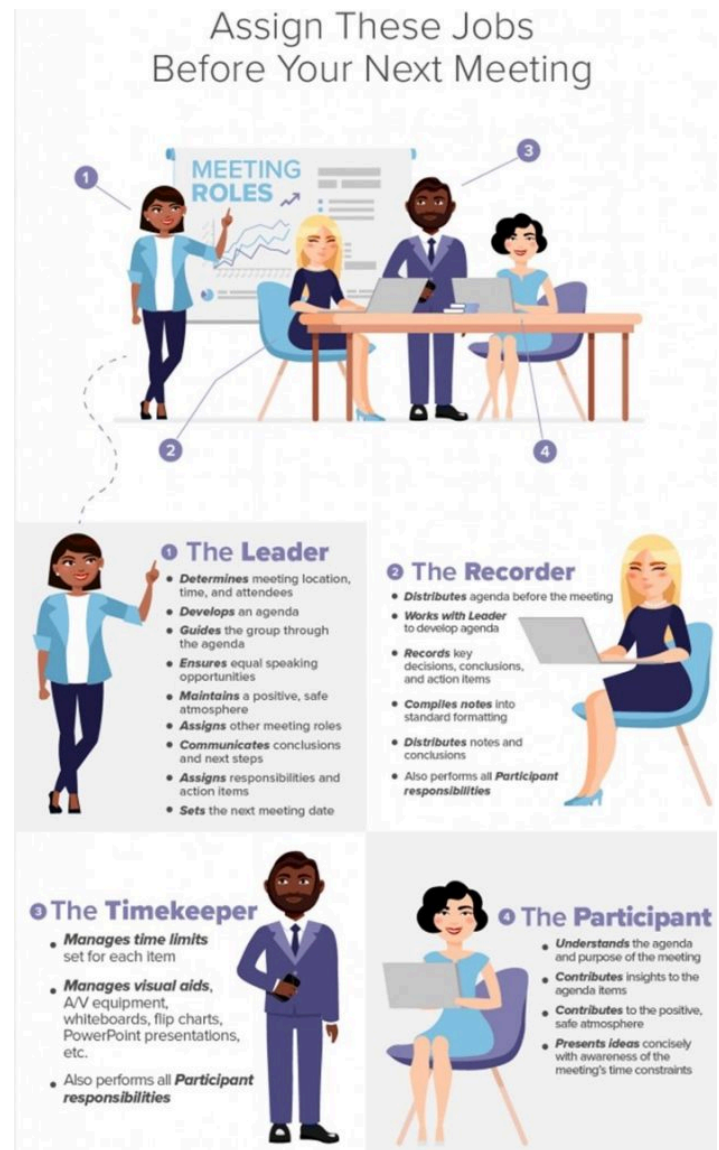 Assign These Jobs
Before Your Next Meeting
1
MEETING
ROLES
3
2
4
1 The Leader
• Determines meeting location,
time, and attendees
• Develops an agenda
• Guides the group through
the agenda
• Ensures equal speaking
opportunities
• Maintains a positive, safe
atmosphere
• Assigns other meeting roles
• Communicates conclusions
and next steps
• Assigns responsibilities and
action items
• Sets the next meeting date
2 The Recorder
• Distributes agenda before the meeting
• Works with Leader
to develop agenda
• Records key
decisions, conclusions,
and action items
• Compiles notes into
standard formatting
• Distributes notes and
conclusions
• Also performs all Participant
responsibilities
3 The Timekeeper
• Manages time limits
set for each item
• Manages visual aids,
A/V equipment,
whiteboards, flip charts,
PowerPoint presentations,
etc.
• Also performs all Participant
responsibilities
4 The Participant
• Understands the agenda
and purpose of the meeting
• Contributes insights to the
agenda items
• Contributes to the positive,
safe atmosphere
• Presents ideas concisely
with awareness of the
meeting's time constraints